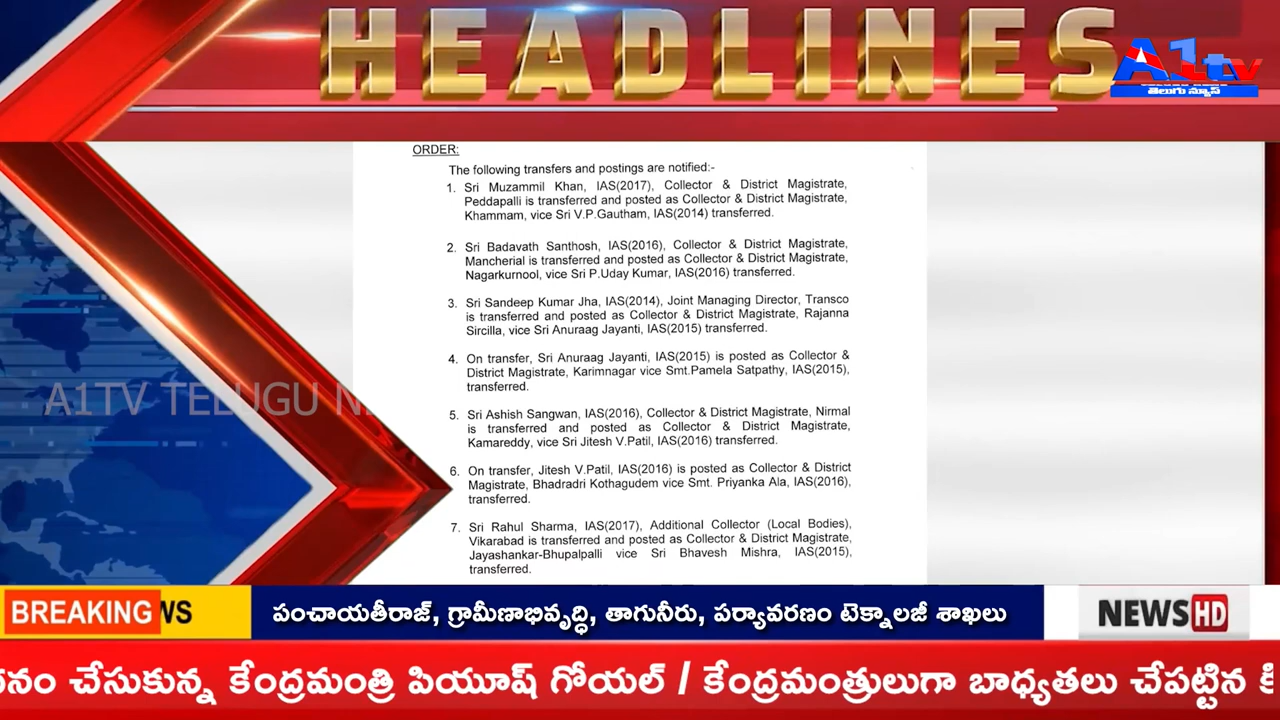 HEADLINES
A1tv
తెలుగు న్యూస్
ORDER:
The following transfers and postings are notified:-
1. Sri Muzammil Khan, IAS(2017), Collector & District Magistrate,
Peddapalli is transferred and posted as Collector & District Magistrate,
Khammam, vice Sri V.P.Gautham, IAS(2014) transferred.
2. Sri Badavath Santhosh, IAS(2016), Collector & District Magistrate,
Mancherial is transferred and posted as Collector & District Magistrate,
Nagarkurnool, vice Sri P.Uday Kumar, IAS(2016) transferred.
3. Sri Sandeep Kumar Jha, IAS(2014), Joint Managing Director, Transco
is transferred and posted as Collector & District Magistrate, Rajanna
Sircilla, vice Sri Anuraag Jayanti, IAS(2015) transferred.
4. On transfer, Sri Anuraag Jayanti, IAS(2015) is posted as Collector &
District Magistrate, Karimnagar vice Smt.Pamela Satpathy, IAS(2015),
transferred.
5. Sri Ashish Sangwan, IAS(2016), Collector & District Magistrate, Nirmal
is transferred and posted as Collector & District Magistrate,
Kamareddy, vice Sri Jitesh V.Patil, IAS(2016) transferred.
6. On transfer, Jitesh V.Patil, IAS(2016) is posted as Collector & District
Magistrate, Bhadradri Kothagudem vice Smt. Priyanka Ala, IAS(2016),
transferred.
7. Sri Rahul Sharma, IAS(2017), Additional Collector (Local Bodies),
Vikarabad is transferred and posted as Collector & District Magistrate,
Jayashankar-Bhupalpalli vice Sri Bhavesh Mishra, IAS(2015),
transferred.
A1TV TELUGU NE
BREAKING WS
పంచాయతీరాజ్, గ్రామీణాభివృద్ధి, తాగునీరు, పర్యావరణం టెక్నాలజీ శాఖలు
NEWS HD
నం చేసుకున్న కేంద్రమంత్రి పియూష్ గోయల్ / కేంద్రమంత్రులుగా బాధ్యతలు చేపట్టిన కి